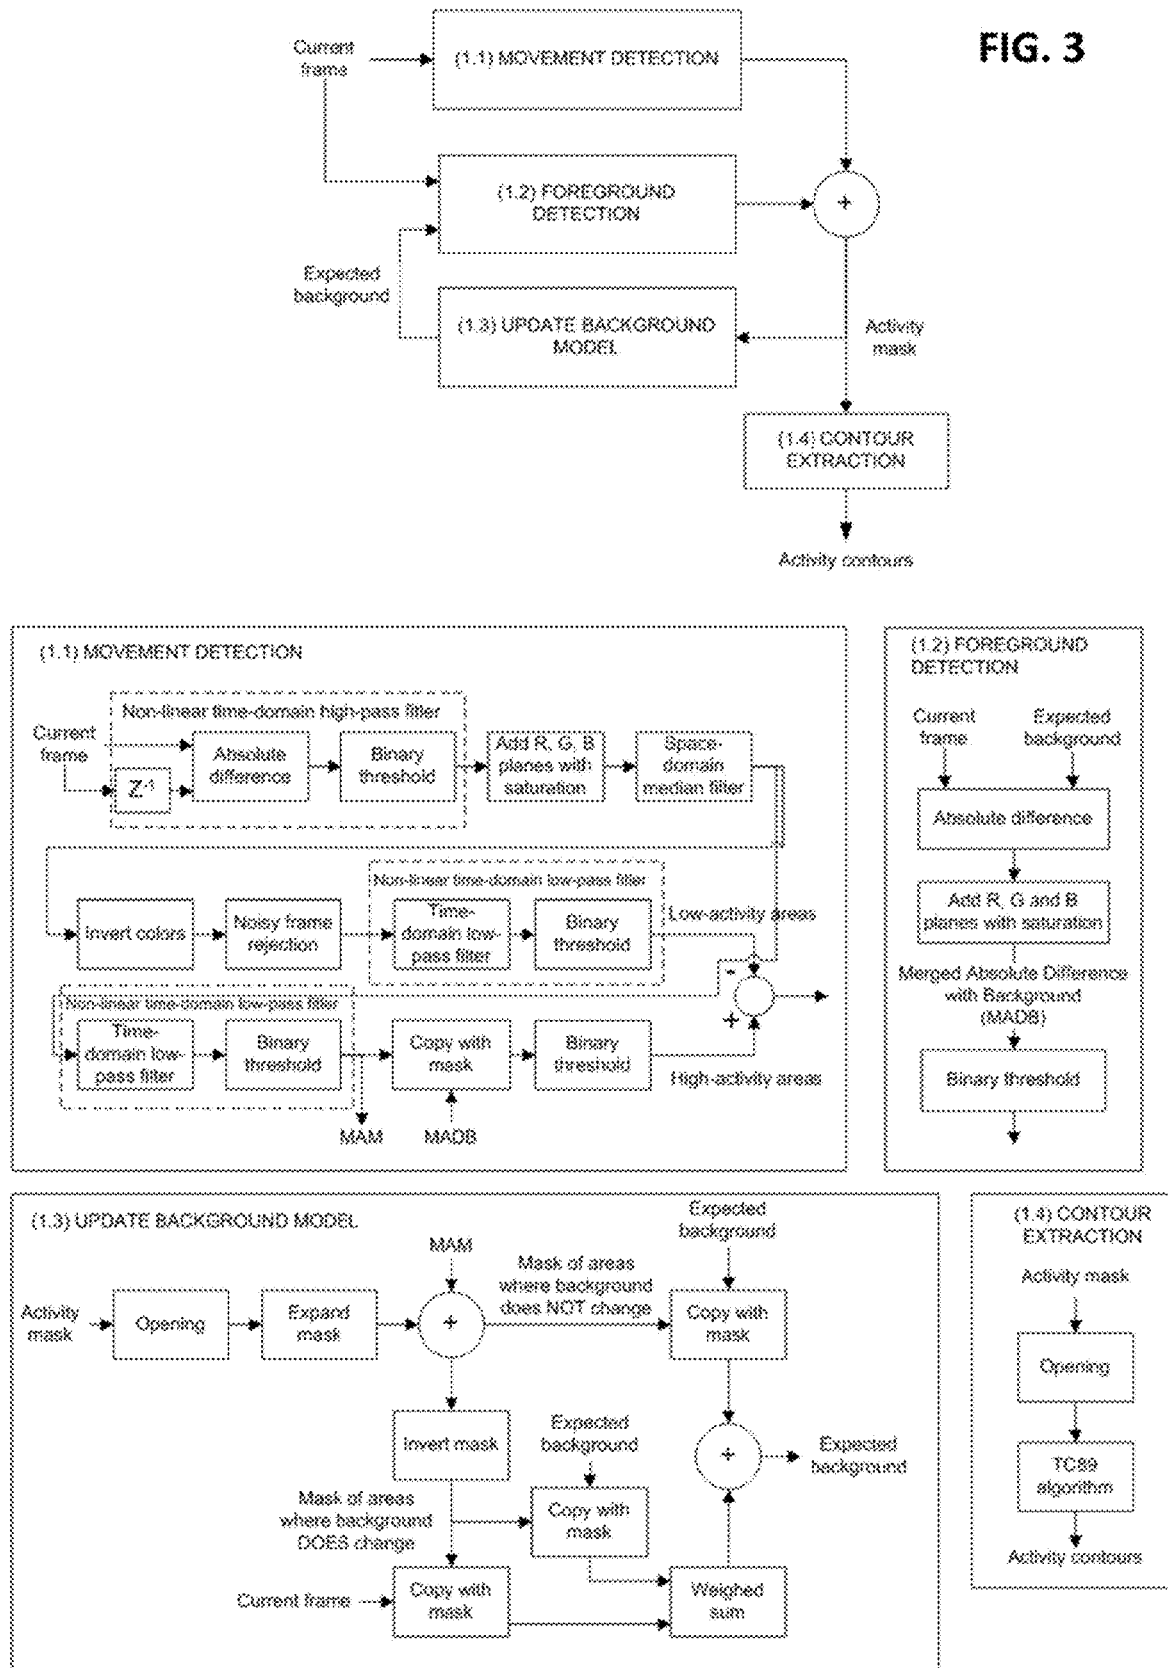 FIG. 3
Current
frame
(1.1) MOVEMENT DETECTION
(1.2) FOREGROUND
DETECTION
+
Expected
background
(1.3) UPDATE BACKGROUND
MODEL
Activity
mask
(1.4) CONTOUR
EXTRACTION
Activity contours
(1.1) MOVEMENT DETECTION
Non-linear time-domain high-pass filter
Current
frame
Z-1
Absolute
difference
Binary
threshold
Add R, G, B
planes with
saturation
Space-
domain
median filter
Invert colors
Noisy frame
rejection
Non-linear time-domain low-pass filter
Time-
domain low-
pass filter
Binary
threshold
Low-activity areas
-
+
Non-linear time-domain low-pass filter
Time-
domain low-
pass filter
Binary
threshold
Copy with
mask
Binary
threshold
High-activity areas
MAM
MADB
(1.2) FOREGROUND
DETECTION
Current
frame
Expected
background
Absolute difference
Add R, G and B
planes with saturation
Merged Absolute Difference
with Background
(MADB)
Binary threshold
(1.3) UPDATE BACKGROUND MODEL
Activity
mask
Opening
Expand
mask
MAM
+
Mask of areas
where background
does NOT change
Expected
background
Copy with
mask
Invert mask
Expected
background
+
Expected
background
Mask of areas
where background
DOES change
Copy with
mask
Current frame
Copy with
mask
Weighed
sum
(1.4) CONTOUR
EXTRACTION
Activity mask
Opening
TC89
algorithm
Activity contours